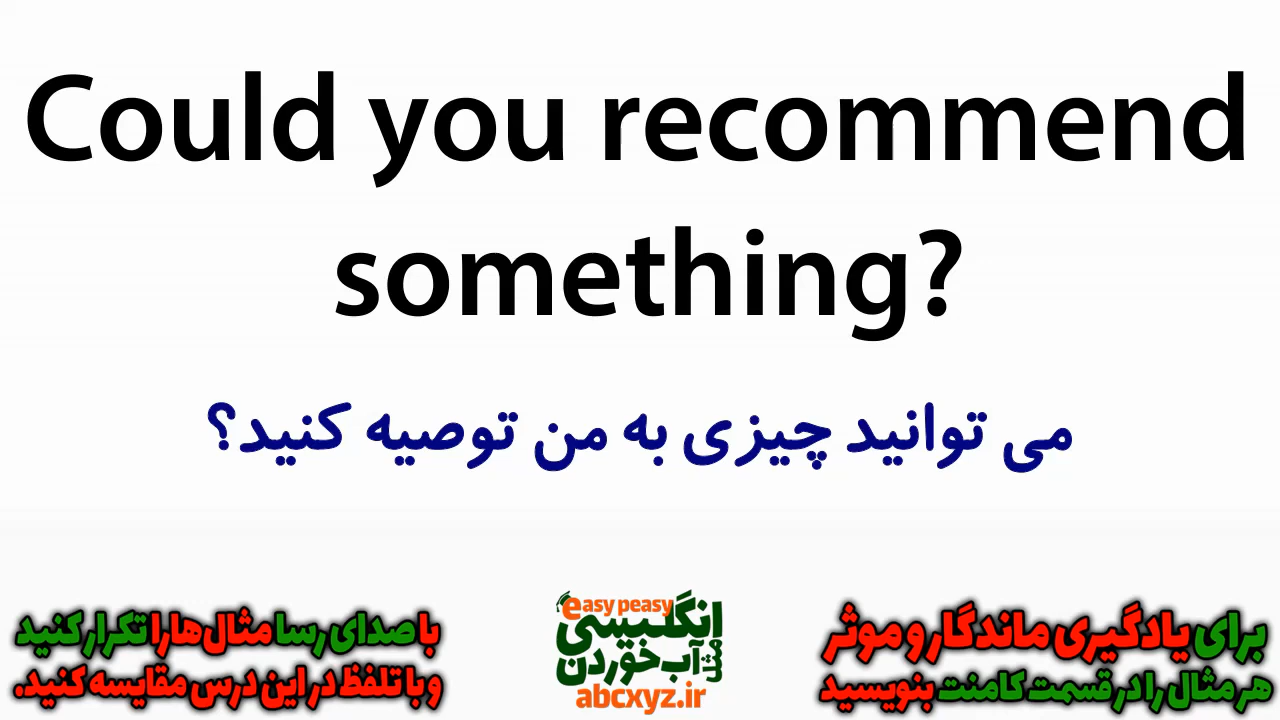 Could you recommend
something?
می توانید چیزی به من توصیه کنید؟
برای یادگیری ماندگار و موثر
هر مثال را در قسمت کامنت بنویسید
easy peasy
انگلیسی
مثل آب خوردن
abcxyz.ir
با صدای رسا مثال‌ها را تکرار کنید
و با تلفظ در این درس مقایسه کنید.